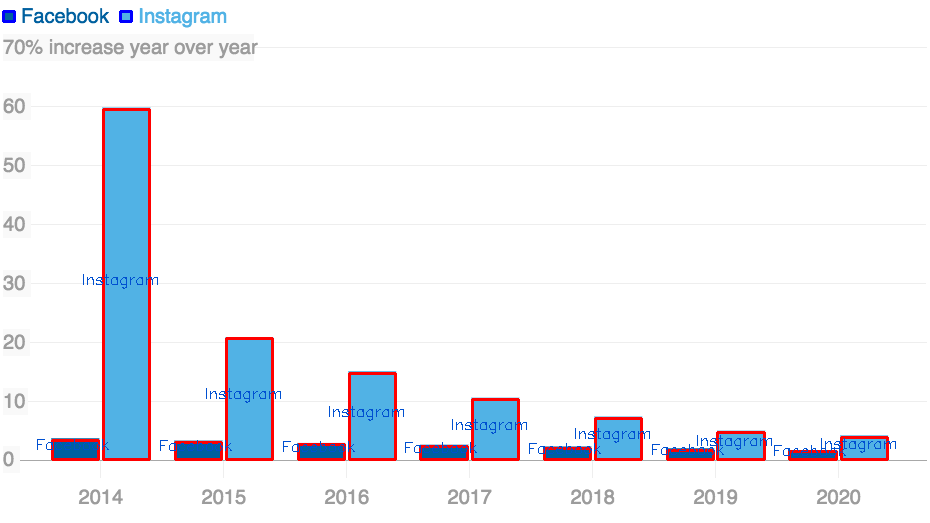 Facebook Instagram
70% increase year over year
60
50
40
30
Instagram
20
10
Instagram
Instagram
Instagram
Instagram
Instagram
Instagram
Facebook
Facebook
Facebook
Facebook
Facebook
Facebook
Facebook
0
2014 2015 2016 2017 2018 2019 2020